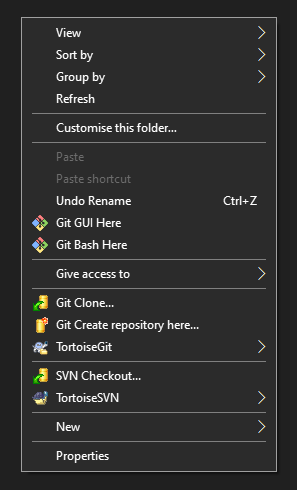 View
Sort by
Group by
Refresh
Customise this folder...
Paste
Paste shortcut
Undo Rename Ctrl+Z
Git GUI Here
Git Bash Here
Give access to
Git Clone...
Git Create repository here...
TortoiseGit
SVN Checkout...
TortoiseSVN
New
Properties